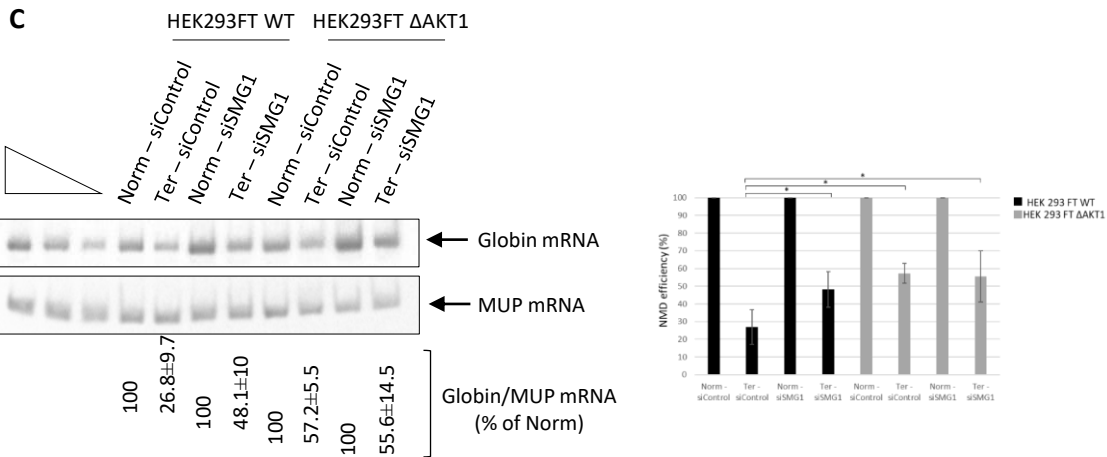 C
HEK293FT WT
HEK293FT ΔAKT1
Norm – siControl
Ter – siControl
Norm – siSMG1
Ter – siSMG1
Norm – siControl
Ter – siControl
Norm – siSMG1
Ter – siSMG1
Globin mRNA
MUP mRNA
100
26.8±9.7
100
48.1±10
100
57.2±5.5
100
55.6±14.5
Globin/MUP mRNA
(% of Norm)
NMD efficiency (%)
100
90
80
70
60
50
40
30
20
10
0
*
*
*
Norm -
siControl
Ter -
siControl
Norm -
siSMG1
Ter -
siSMG1
Norm -
siControl
Ter -
siControl
Norm -
siSMG1
Ter -
siSMG1
HEK 293 FT WT
HEK 293 FT ΔAKT1